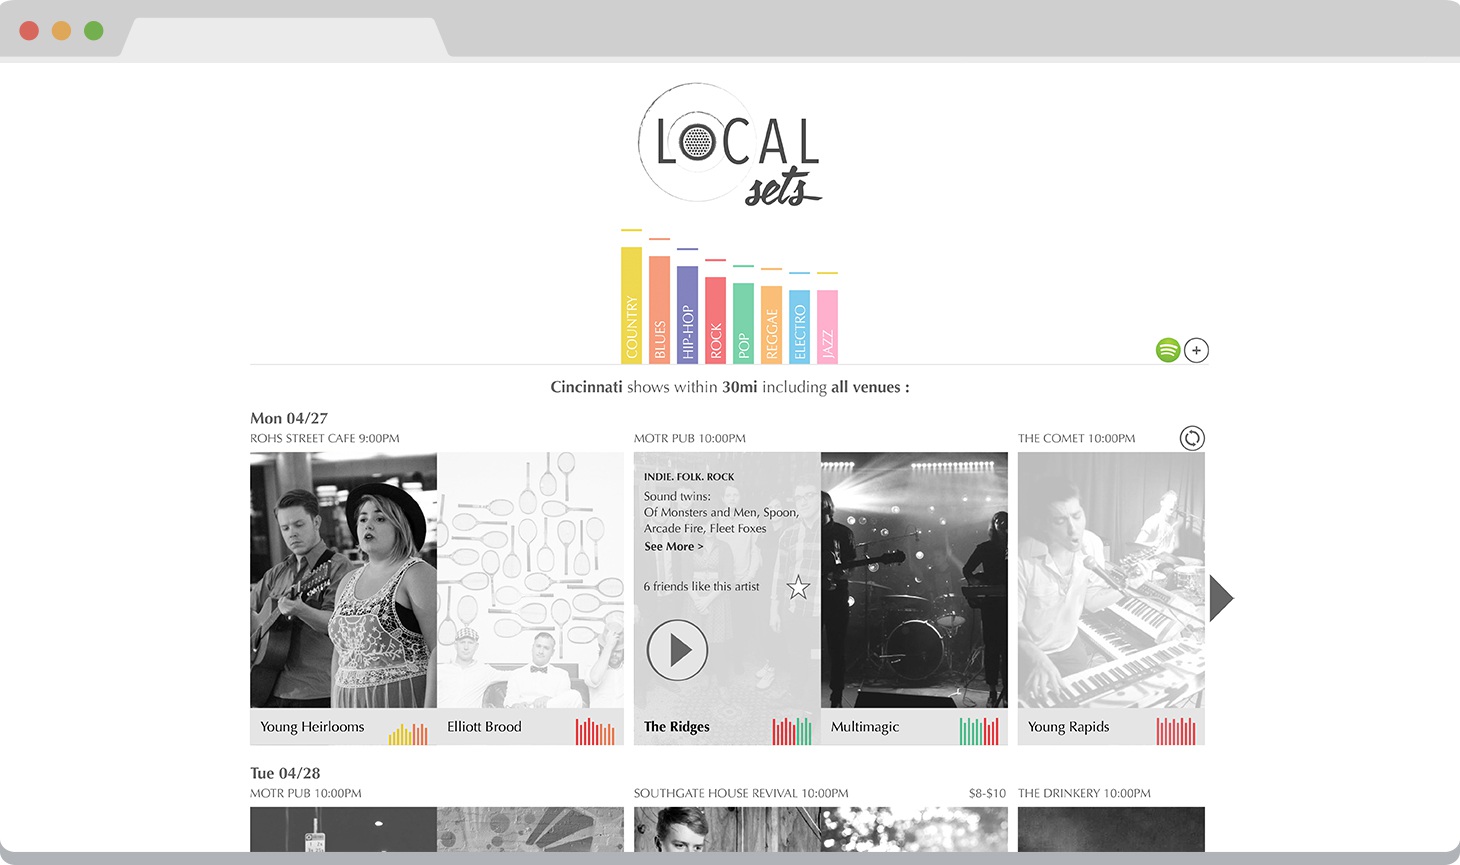 LOCAL
sets
COUNTRY
BLUES
HIP-HOP
ROCK
POP
REGGAE
ELECTRO
JAZZ
Cincinnati shows within 30mi including all venues :
Mon 04/27
ROHS STREET CAFE 9:00PM
MOTR PUB 10:00PM
THE COMET 10:00PM
INDIE. FOLK. ROCK
Sound twins:
Of Monsters and Men, Spoon,
Arcade Fire, Fleet Foxes
See More >
6 friends like this artist
Young Heirlooms
Elliott Brood
The Ridges
Multimagic
Young Rapids
Tue 04/28
MOTR PUB 10:00PM
SOUTHGATE HOUSE REVIVAL 10:00PM
$8-$10
THE DRINKERY 10:00PM